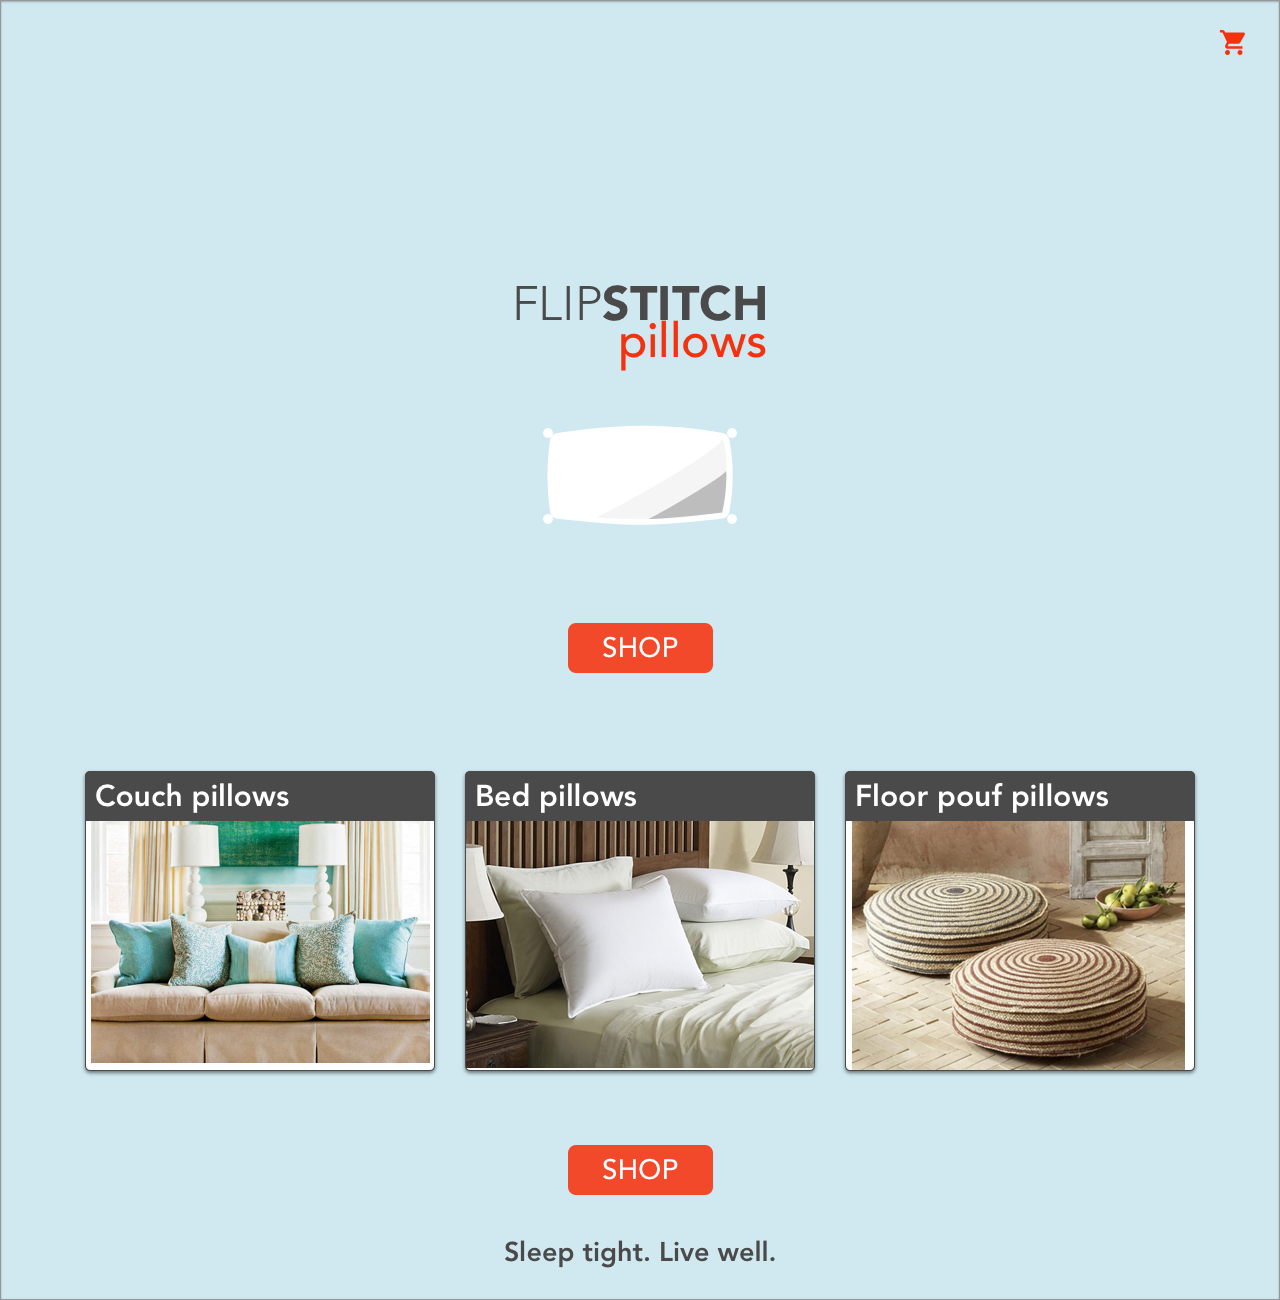 FLIPSTITCH
pillows
SHOP
Couch pillows
Bed pillows
Floor pouf pillows
SHOP
Sleep tight. Live well.